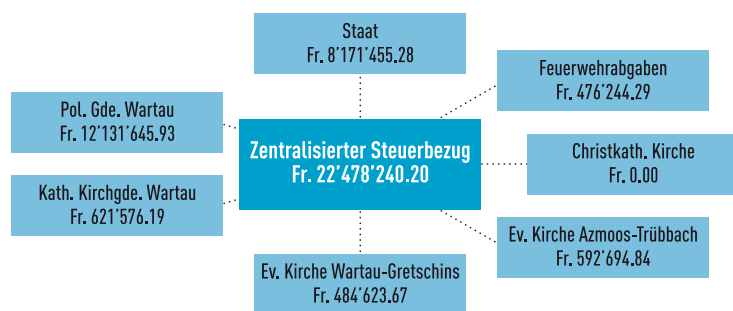 Staat
Fr. 8’171’455.28
Feuerwehrabgaben
Fr. 476’244.29
Pol. Gde. Wartau
Fr. 12’131’645.93
Zentralisierter Steuerbezug
Fr. 22’478’240.20
Christkath. Kirche
Fr. 0.00
Kath. Kirchgde. Wartau
Fr. 621’576.19
Ev. Kirche Azmoos-Trübbach
Fr. 592’694.84
Ev. Kirche Wartau-Gretschins
Fr. 484’623.67